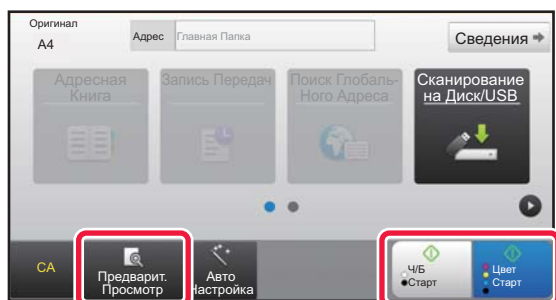 Оригинал
A4
Адрес
Главная Папка
Сведения
Адресная
Книга
Запись Передач
Поиск Глобаль-
Ного Адреса
Сканирование
на Диск/USB
CA
Предварит.
Просмотр
Авто
Настройка
Ч/Б
Старт
Цвет
Старт